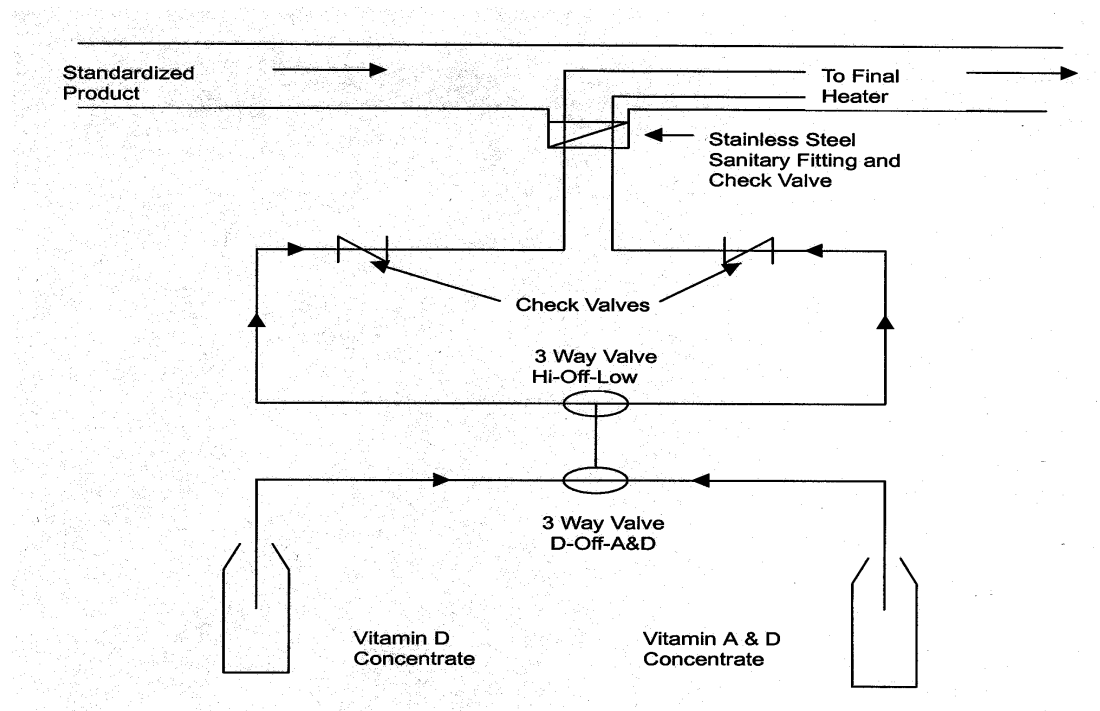 Standardized
Product
To Final
Heater
Stainless Steel
Sanitary Fitting and
Check Valve
Check Valves
3 Way Valve
Hi-Off-Low
3 Way Valve
D-Off-A&D
Vitamin D
Concentrate
Vitamin A & D
Concentrate